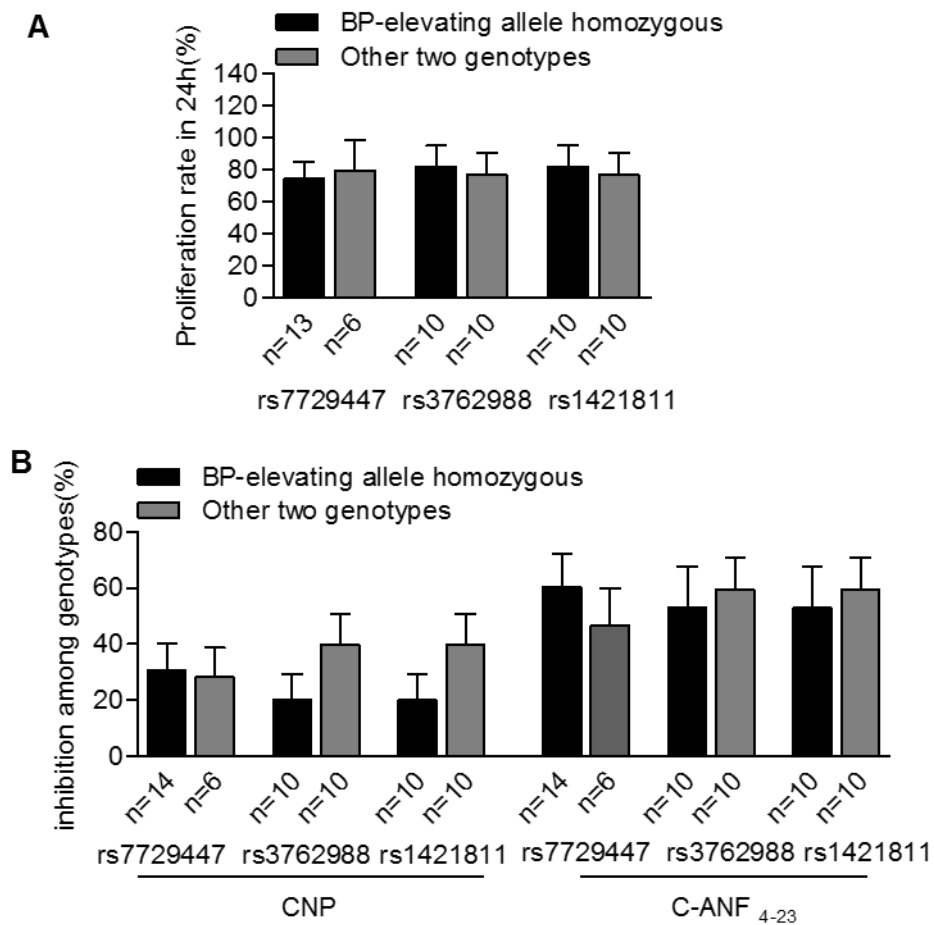 A
BP-elevating allele homozygous
Other two genotypes
Proliferation rate in 24h(%)
140
120
100
80
60
40
20
0
n=13 n=6 n=10 n=10 n=10 n=10
rs7729447 rs3762988 rs1421811
B
BP-elevating allele homozygous
Other two genotypes
inhibition among genotypes(%)
80
60
40
20
0
n=14 n=6 n=10 n=10 n=10 n=10 n=14 n=6 n=10 n=10 n=10 n=10
rs7729447 rs3762988 rs1421811 rs7729447 rs3762988 rs1421811
CNP C-ANF 4-23